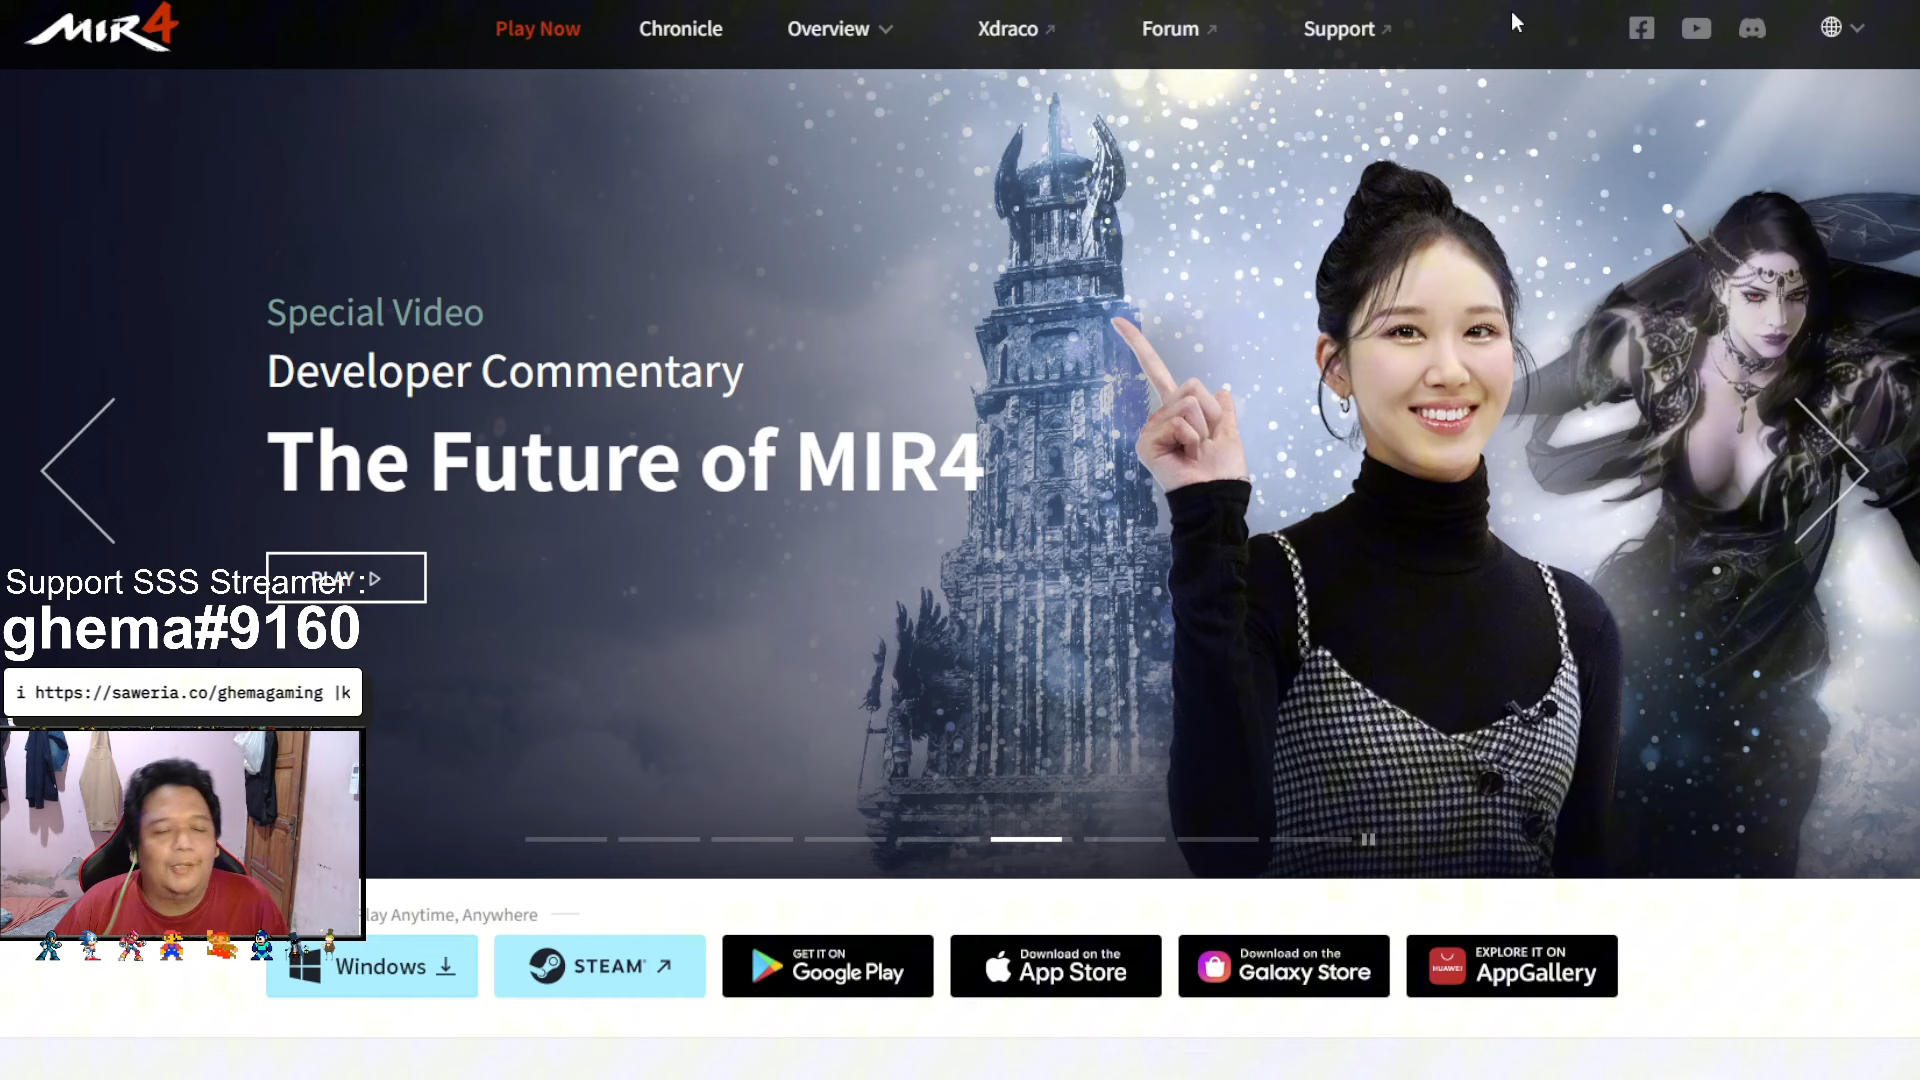 MIR4
Play Now
Chronicle
Overview
Xdraco
Forum
Support
Special Video
Developer Commentary
The Future of MIR4
PLAY
Support SSS Streamer :
ghema#9160
i https://saweria.co/ghemagaming |k
lay Anytime, Anywhere
Windows
STEAM
GET IT ON
Google Play
Download on the
App Store
Download on the
Galaxy Store
HUAWEI
EXPLORE IT ON
AppGallery